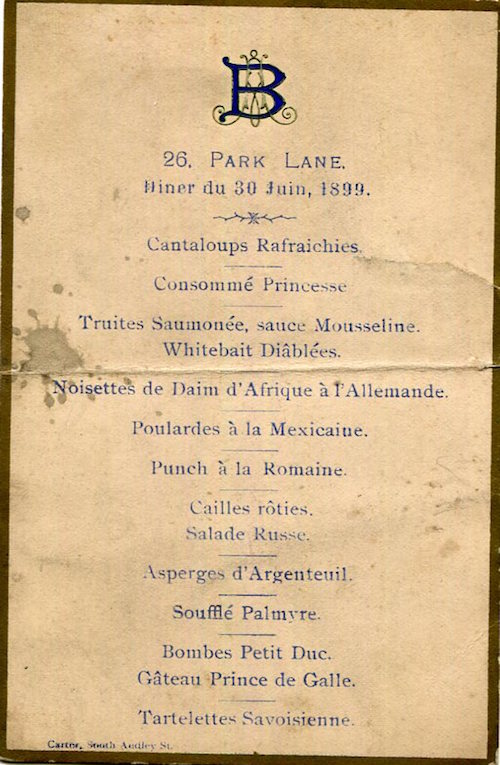 B
26, PARK LANE.
Diner du 30 Juin, 1899.
Cantaloups Rafraichies.
Consommé Princesse
Truites Saumonée, sauce Mousseline.
Whitebait Diâblées.
Noisettes de Daim d'Afrique à l'Allemande.
Poulardes à la Mexicaine.
Punch à la Romaine.
Cailles rôties.
Salade Russe.
Asperges d'Argenteuil.
Soufflé Palmyre.
Bombes Petit Duc.
Gâteau Prince de Galle.
Tartelettes Savoisienne.
Carter, South Audley St.